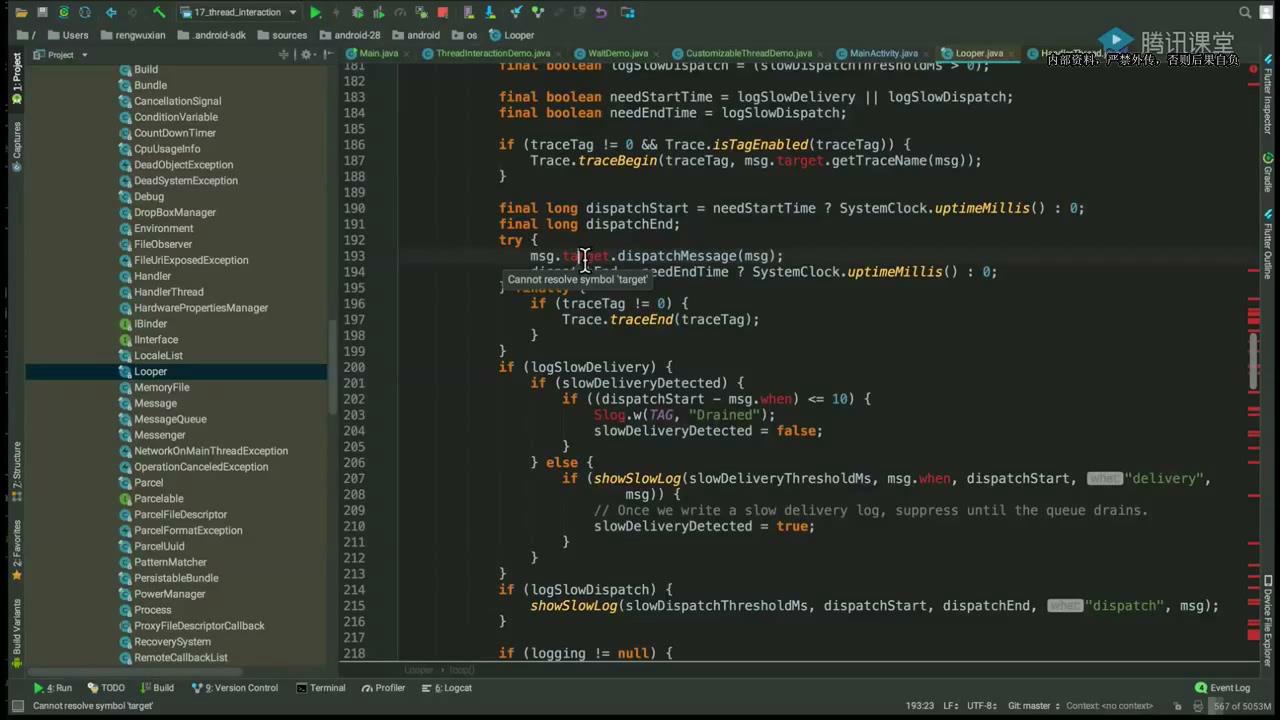 17_thread_interaction
/ Users rengwuxian .android-sdk sources android-28 android os Looper
Project
Main.java ThreadInteractionDemo.java WaitDemo.java CustomizableThreadDemo.java MainActivity.java Looper.java
腾讯课堂
内部资料，严禁外传，否则后果自负
1: Project
Captures
7: Structure
2: Favorites
Build Variants
Build
Bundle
CancellationSignal
ConditionVariable
CountDownTimer
CpuUsageInfo
DeadObjectException
DeadSystemException
Debug
DropBoxManager
Environment
FileObserver
FileUriExposedException
Handler
HandlerThread
HardwarePropertiesManager
IBinder
IInterface
LocaleList
Looper
MemoryFile
Message
MessageQueue
Messenger
NetworkOnMainThreadException
OperationCanceledException
Parcel
Parcelable
ParcelFileDescriptor
ParcelFormatException
ParcelUuid
PatternMatcher
PersistableBundle
PowerManager
Process
ProxyFileDescriptorCallback
RecoverySystem
RemoteCallbackList
181 final boolean logSlowDispatch = (slowDispatchThresholdMs > 0);
182
183 final boolean needStartTime = logSlowDelivery || logSlowDispatch;
184 final boolean needEndTime = logSlowDispatch;
185
186 if (traceTag != 0 && Trace.isTagEnabled(traceTag)) {
187 Trace.traceBegin(traceTag, msg.target.getTraceName(msg));
188 }
189
190 final long dispatchStart = needStartTime ? SystemClock.uptimeMillis() : 0;
191 final long dispatchEnd;
192 try {
193 msg.target.dispatchMessage(msg);
194 needEndTime ? SystemClock.uptimeMillis() : 0;
Cannot resolve symbol 'target'
195 } finally {
196 if (traceTag != 0) {
197 Trace.traceEnd(traceTag);
198 }
199 }
200 if (logSlowDelivery) {
201 if (slowDeliveryDetected) {
202 if ((dispatchStart - msg.when) <= 10) {
203 Slog.w(TAG, "Drained");
204 slowDeliveryDetected = false;
205 }
206 } else {
207 if (showSlowLog(slowDeliveryThresholdMs, msg.when, dispatchStart, what: "delivery",
208 msg)) {
209 // Once we write a slow delivery log, suppress until the queue drains.
210 slowDeliveryDetected = true;
211 }
212 }
213 }
214 if (logSlowDispatch) {
215 showSlowLog(slowDispatchThresholdMs, dispatchStart, dispatchEnd, what: "dispatch", msg);
216 }
217
218 if (logging != null) {
Looper › loop()
Flutter Inspector
Gradle
Flutter Outline
Device File Explorer
4: Run TODO Build 9: Version Control Terminal Profiler 6: Logcat 4 Event Log
Cannot resolve symbol 'target' 193:23 LF UTF-8 Git: master Context: <no context> 567 of 5053M